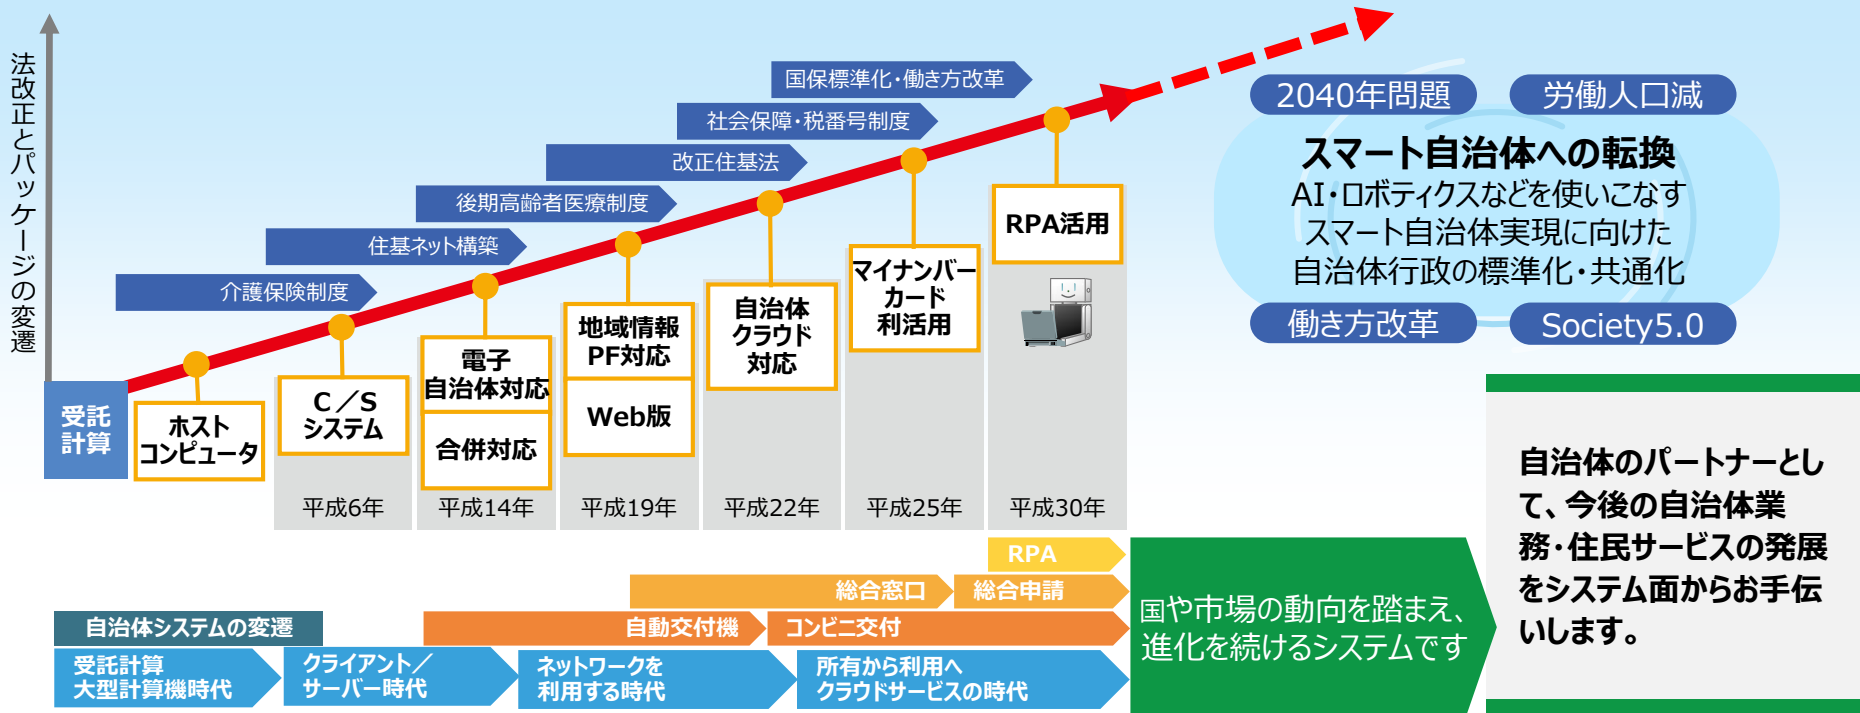 法改正とパッケージの変遷
国保標準化・働き方改革
社会保障・税番号制度
改正住基法
後期高齢者医療制度
住基ネット構築
介護保険制度
受託
計算
ホスト
コンピュータ
C/S
システム
電子
自治体対応
合併対応
地域情報
PF対応
Web版
自治体
クラウド
対応
マイナンバー
カード
利活用
RPA活用
平成6年
平成14年
平成19年
平成22年
平成25年
平成30年
2040年問題
労働人口減
スマート自治体への転換
AI・ロボティクスなどを使いこなす
スマート自治体実現に向けた
自治体行政の標準化・共通化
働き方改革
Society5.0
RPA
総合窓口
総合申請
自治体システムの変遷
自動交付機
コンビニ交付
受託計算
大型計算機時代
クライアント/
サーバー時代
ネットワークを
利用する時代
所有から利用へ
クラウドサービスの時代
国や市場の動向を踏まえ、
進化を続けるシステムです
自治体のパートナーとし
て、今後の自治体業
務・住民サービスの発展
をシステム面からお手伝
いします。